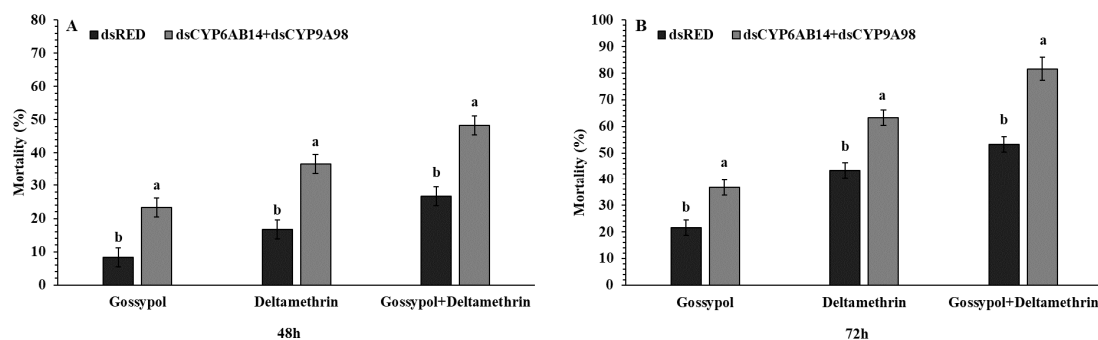 A
dsRED dsCYP6AB14+dsCYP9A98
Mortality (%)
80
70
60
50
40
30
20
10
0
b
a
b
a
b
a
Gossypol Deltamethrin Gossypol+Deltamethrin
48h
B
dsRED dsCYP6AB14+dsCYP9A98
Mortality (%)
100
90
80
70
60
50
40
30
20
10
0
b
a
b
a
b
a
Gossypol Deltamethrin Gossypol+Deltamethrin
72h